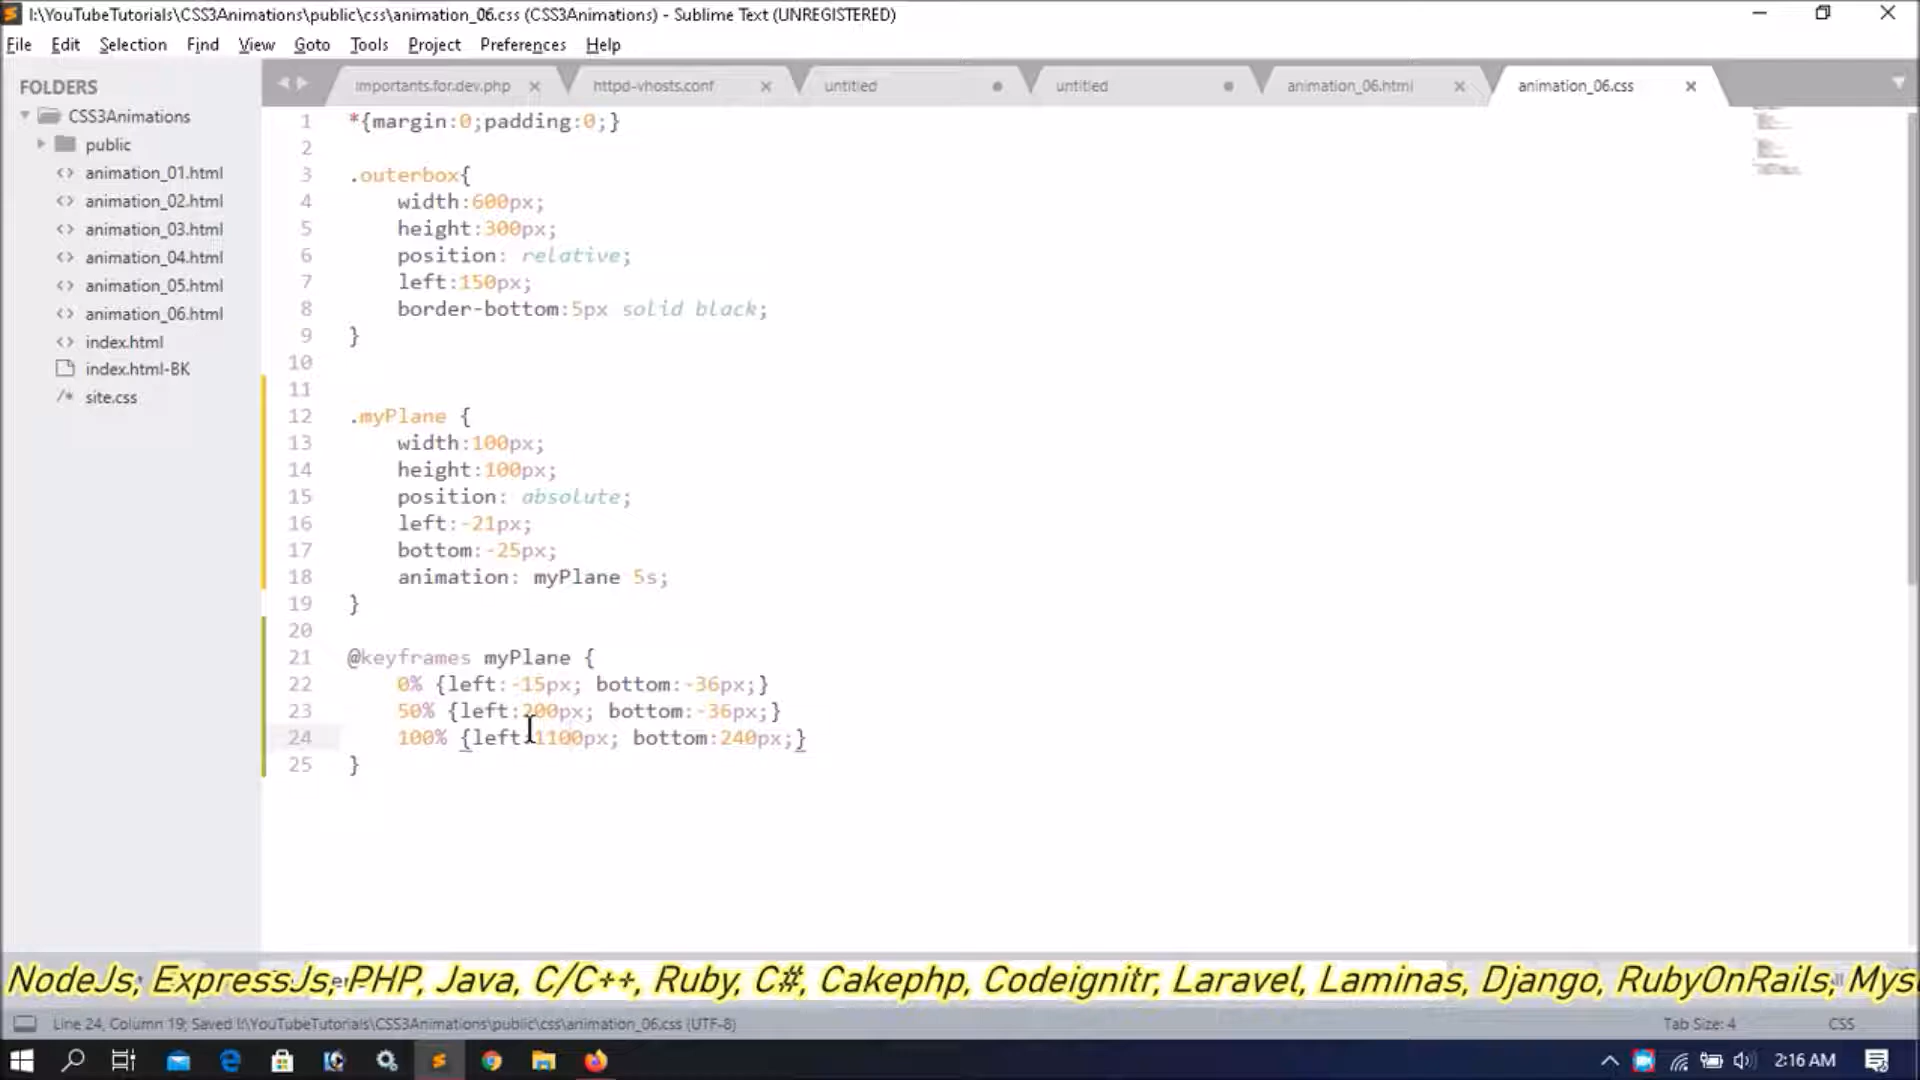 I:\YouTubeTutorials\CSS3Animations\public\css\animation_06.css (CSS3Animations) - Sublime Text (UNREGISTERED)
File Edit Selection Find View Goto Tools Project Preferences Help
FOLDERS
CSS3Animations
public
animation_01.html
animation_02.html
animation_03.html
animation_04.html
animation_05.html
animation_06.html
index.html
index.html-BK
site.css
importants.for.dev.php httpd-vhosts.conf untitled untitled animation_06.html animation_06.css
1 *{margin:0;padding:0;}
2
3 .outerbox{
4 width:600px;
5 height:300px;
6 position: relative;
7 left:150px;
8 border-bottom:5px solid black;
9 }
10
11
12 .myPlane {
13 width:100px;
14 height:100px;
15 position: absolute;
16 left:-21px;
17 bottom:-25px;
18 animation: myPlane 5s;
19 }
20
21 @keyframes myPlane {
22 0% {left:-15px; bottom:-36px;}
23 50% {left:200px; bottom:-36px;}
24 100% {left:1100px; bottom:240px;}
25 }
NodeJs, ExpressJs, PHP, Java, C/C++, Ruby, C#, Cakephp, Codeignitr, Laravel, Laminas, Django, RubyOnRails,
Line 24, Column 19; Saved I:\YouTubeTutorials\CSS3Animations\public\css\animation_06.css (UTF-8) Tab Size: 4 CSS
2:16 AM